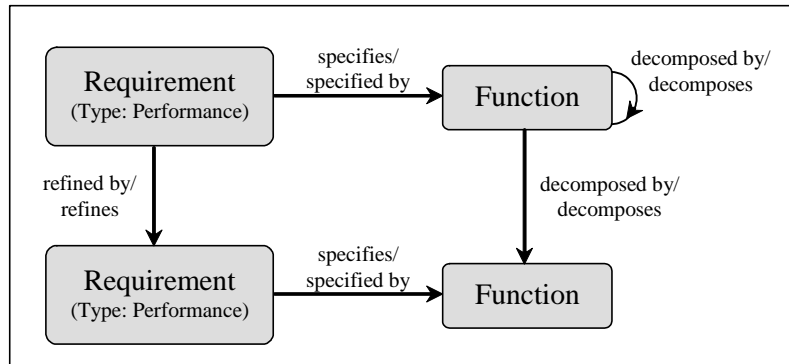 specifies/
specified by
decomposed by/
decomposes
Requirement
(Type: Performance)
Function
refined by/
refines
decomposed by/
decomposes
specifies/
specified by
Requirement
(Type: Performance)
Function